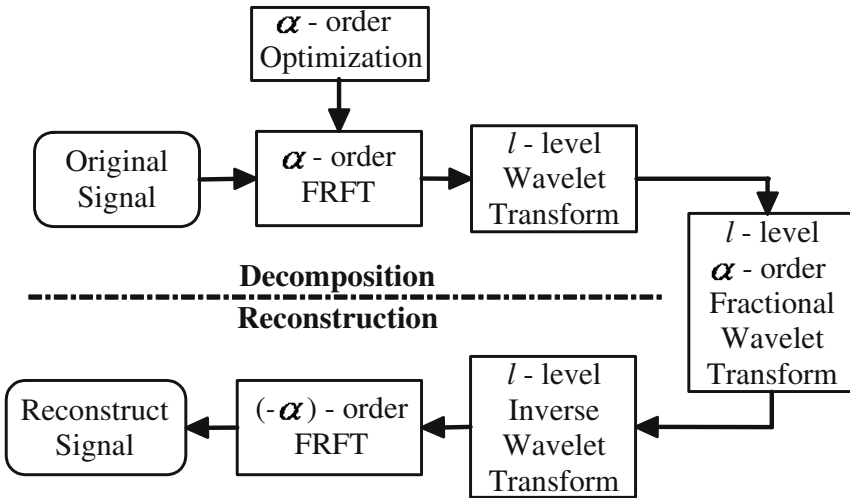 α - order
Optimization
Original
Signal
α - order
FRFT
l - level
Wavelet
Transform
l - level
α - order
Fractional
Wavelet
Transform
Decomposition
Reconstruction
Reconstruct
Signal
(-α) - order
FRFT
l - level
Inverse
Wavelet
Transform